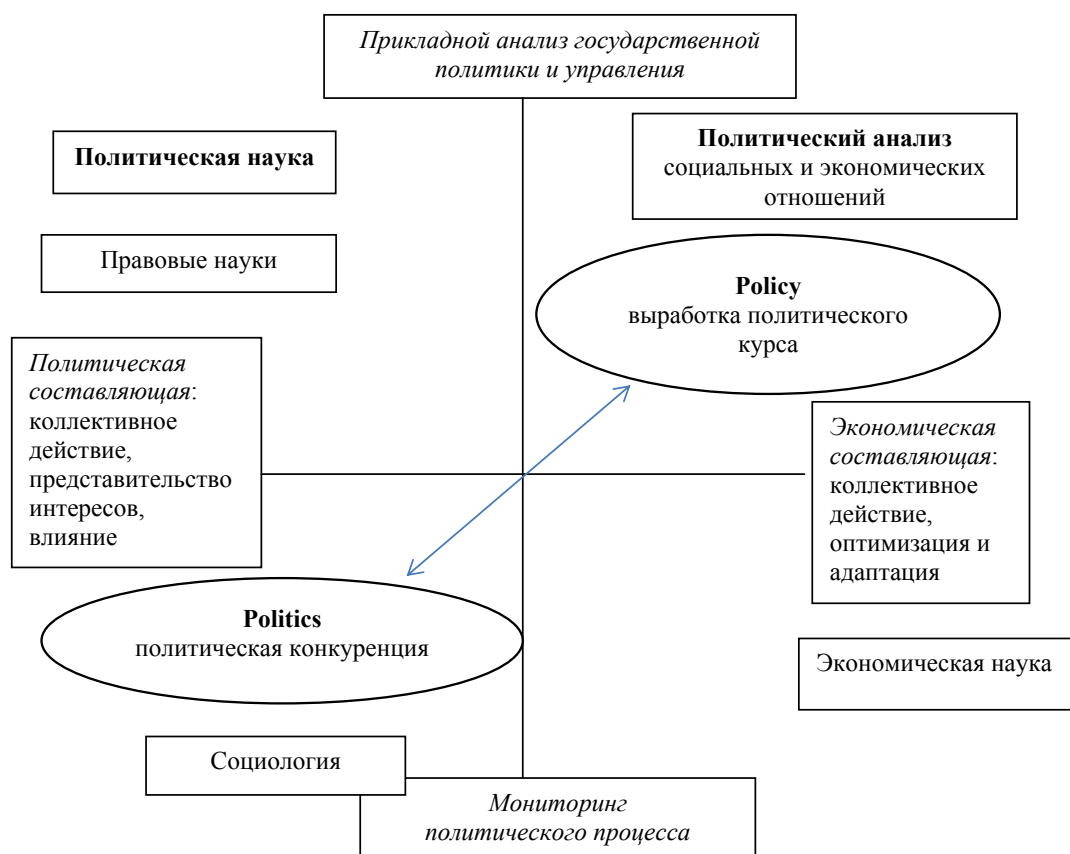 Прикладной анализ государственной
политики и управления
Политическая наука
Политический анализ
социальных и экономических
отношений
Правовые науки
Policy
выработка политического
курса
Политическая
составляющая:
коллективное
действие,
представительство
интересов,
влияние
Экономическая
составляющая:
коллективное
действие,
оптимизация и
адаптация
Politics
политическая конкуренция
Экономическая наука
Социология
Мониторинг
политического процесса